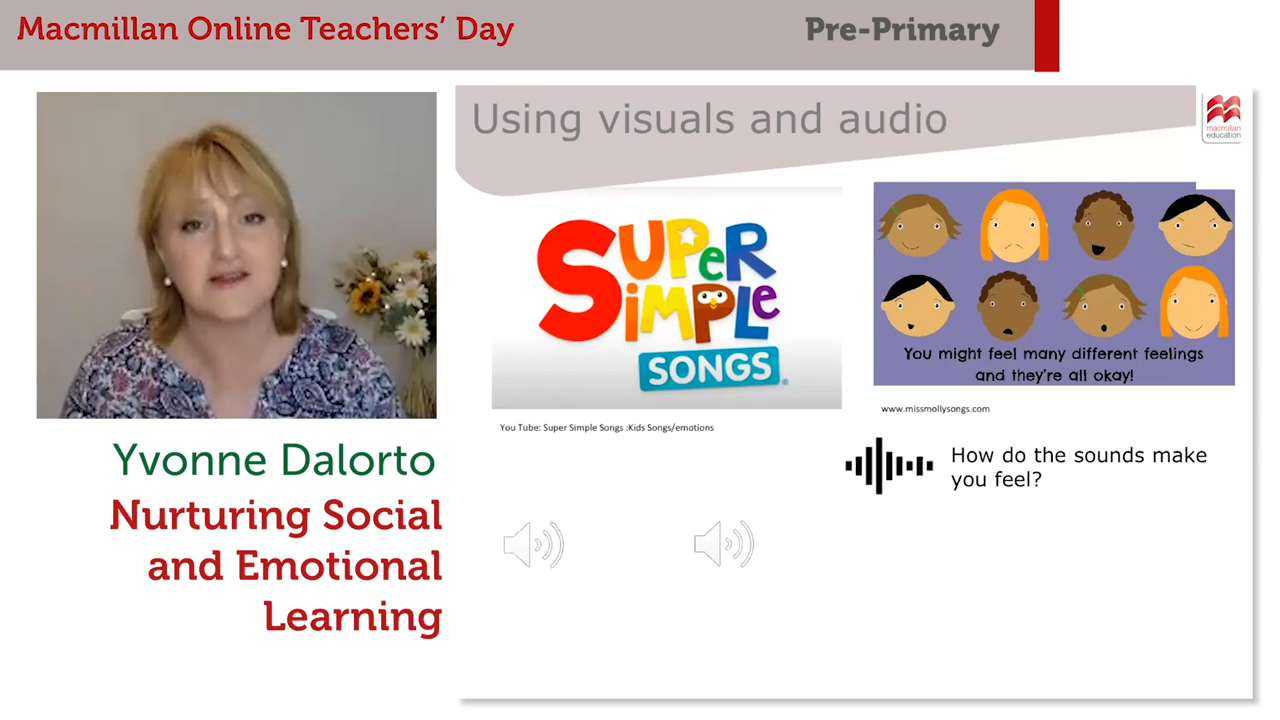 Macmillan Online Teachers’ Day
Pre-Primary
Using visuals and audio
macmillan
education
SUPeR
SiMPLe
SONGS
You might feel many different feelings
and they're all okay!
www.missmollysongs.com
You Tube: Super Simple Songs :Kids Songs/emotions
How do the sounds make
you feel?
Yvonne Dalorto
Nurturing Social
and Emotional
Learning